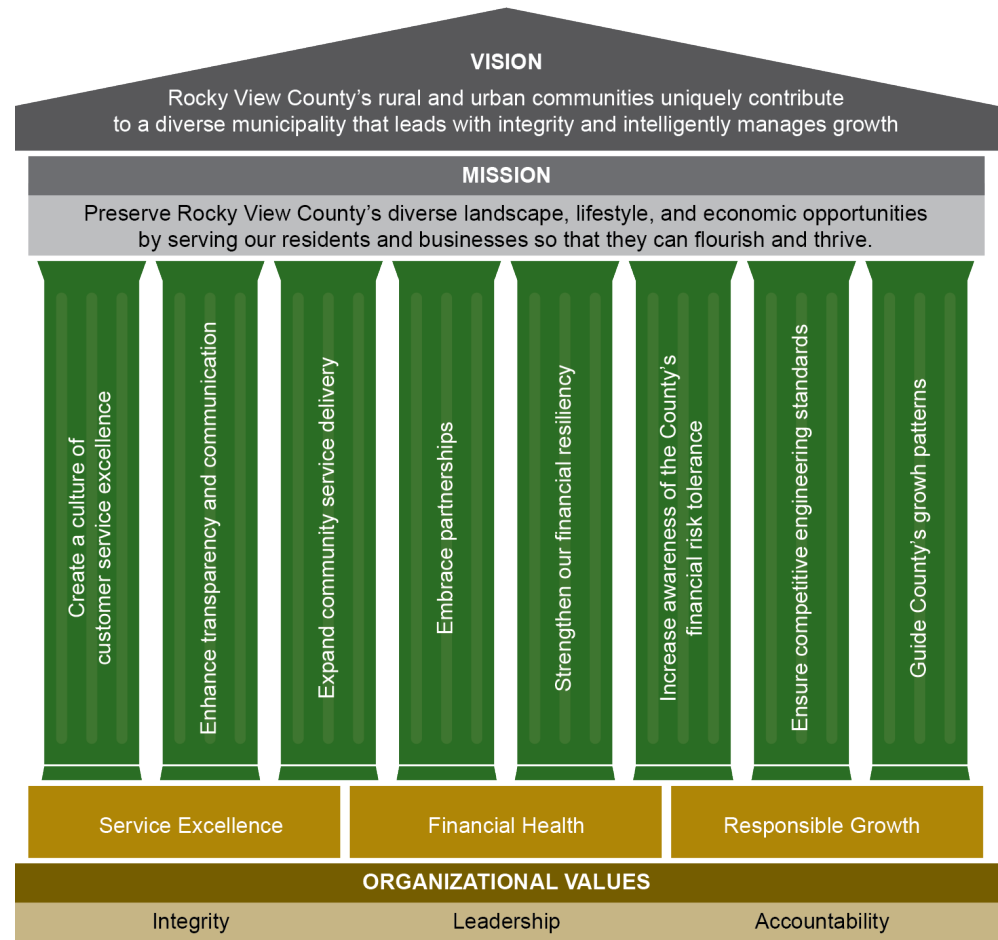 VISION
Rocky View County’s rural and urban communities uniquely contribute
to a diverse municipality that leads with integrity and intelligently manages growth
MISSION
Preserve Rocky View County’s diverse landscape, lifestyle, and economic opportunities
by serving our residents and businesses so that they can flourish and thrive.
Create a culture of
customer service excellence
Enhance transparency and communication
Expand community service delivery
Embrace partnerships
Strengthen our financial resiliency
Increase awareness of the County’s
financial risk tolerance
Ensure competitive engineering standards
Guide County’s growh patterns
Service Excellence
Financial Health
Responsible Growth
ORGANIZATIONAL VALUES
Integrity
Leadership
Accountability